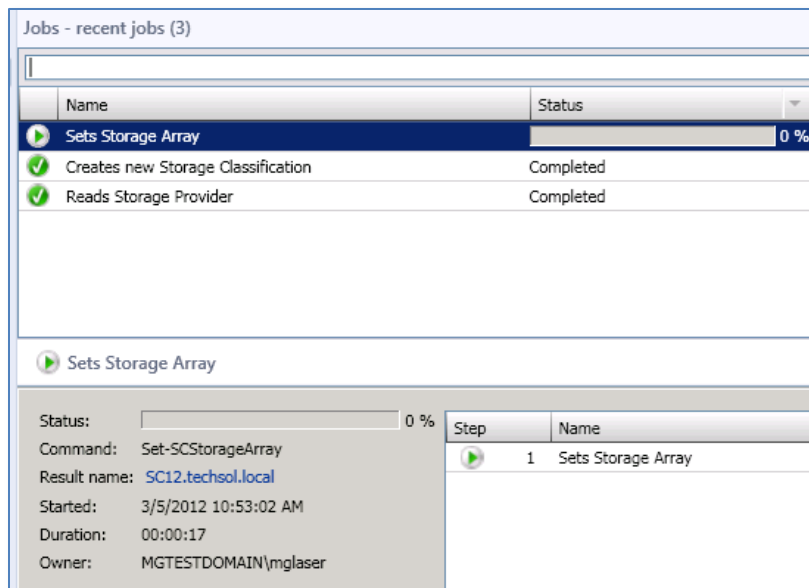 Jobs - recent jobs (3)
Name Status
Sets Storage Array 0 %
Creates new Storage Classification Completed
Reads Storage Provider Completed
Sets Storage Array
Status: 0 %
Command: Set-SCStorageArray
Result name: SC12.techsol.local
Started: 3/5/2012 10:53:02 AM
Duration: 00:00:17
Owner: MGTESTDOMAIN\mglaser
Step Name
1 Sets Storage Array